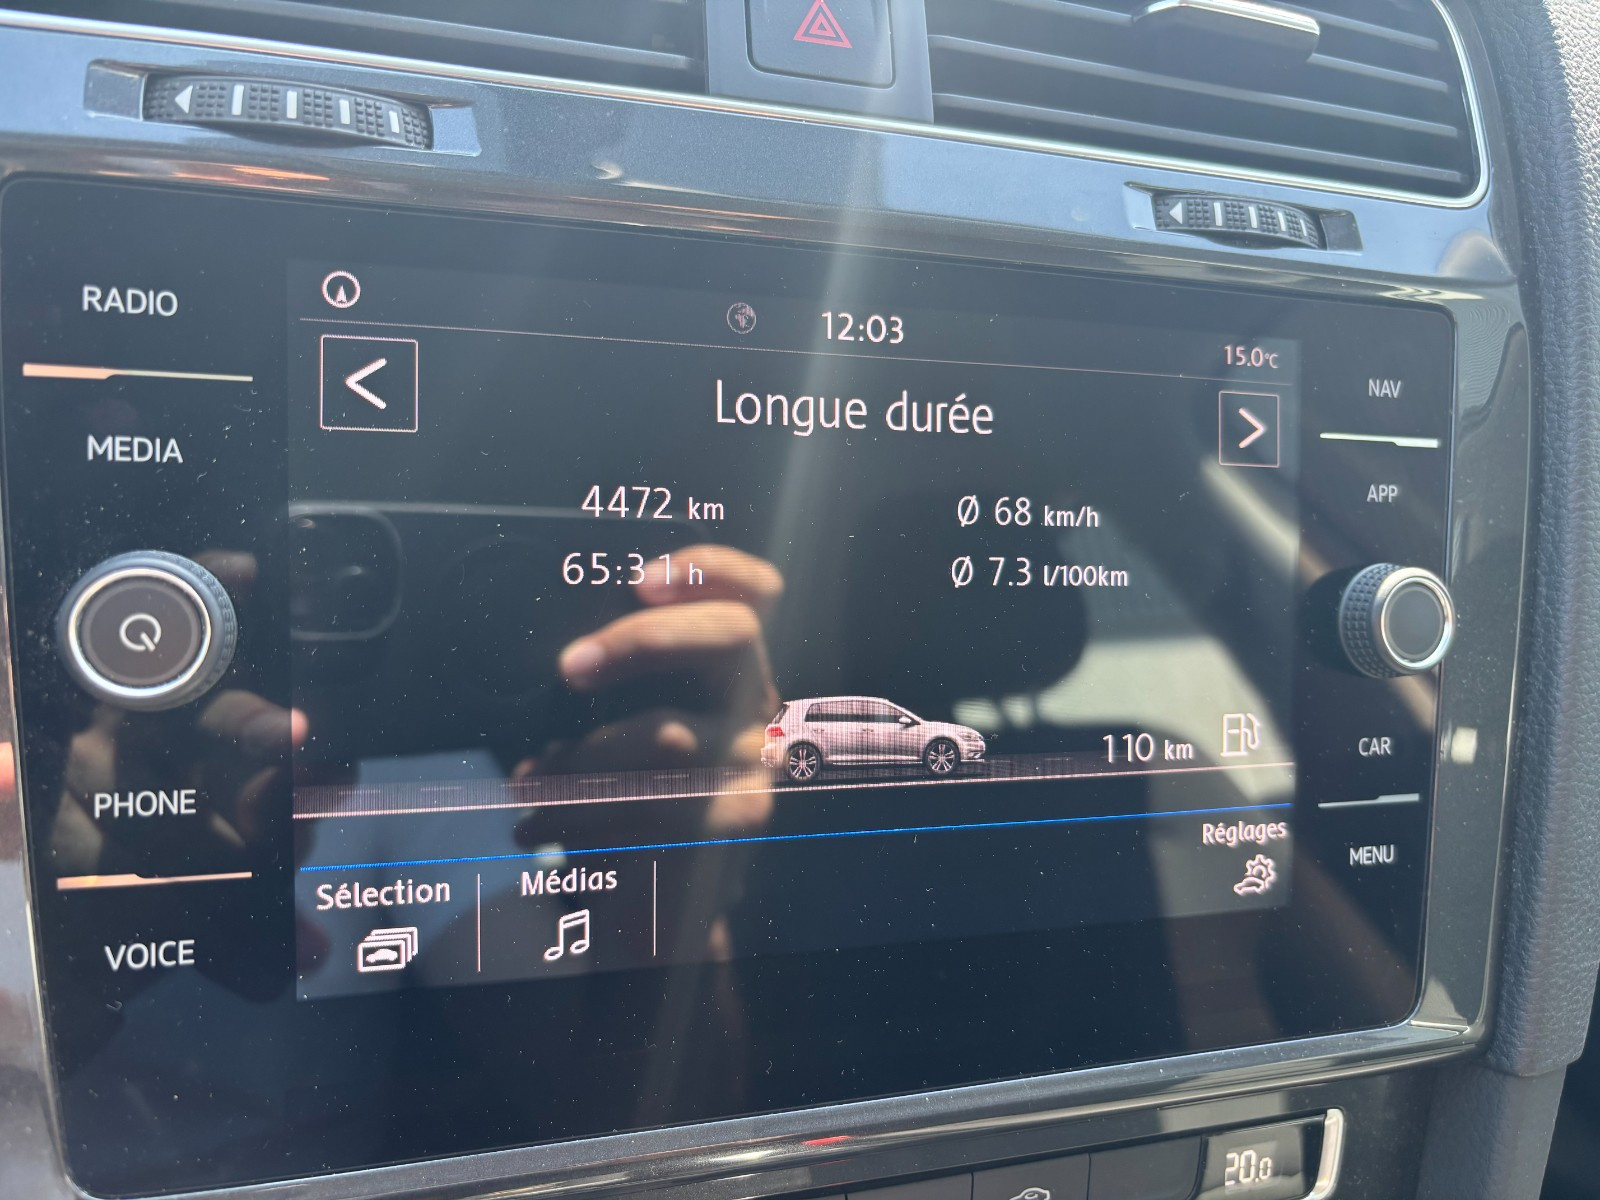 RADIO
MEDIA
PHONE
VOICE
12:03
15.0°C
Longue durée
4472 km
Ø 68 km/h
65:31 h
Ø 7.3 l/100km
110 km
Sélection
Médias
Réglages
NAV
APP
CAR
MENU
20.0